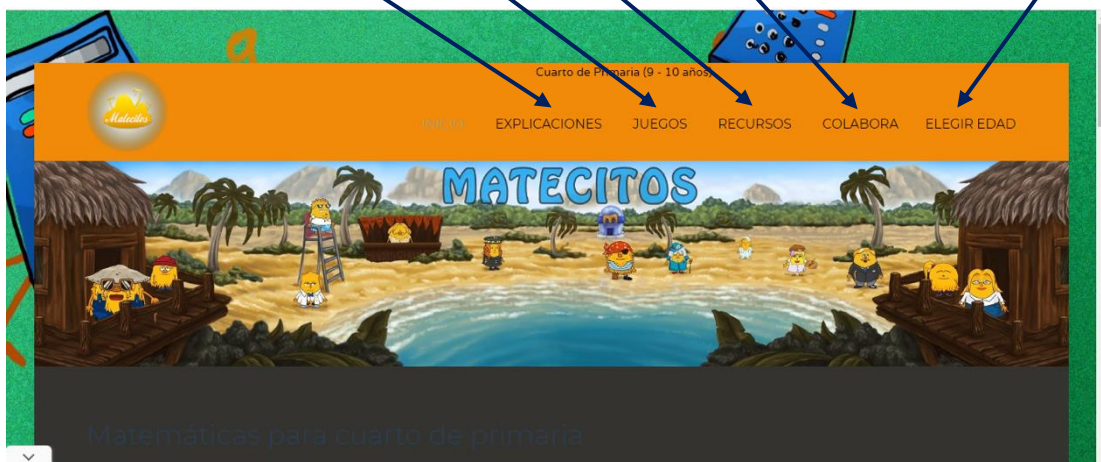 Cuarto de Primaria (9 - 10 años)
Matecitos
INICIO EXPLICACIONES JUEGOS RECURSOS COLABORA ELEGIR EDAD
MATECITOS
Matemáticas para cuarto de primaria